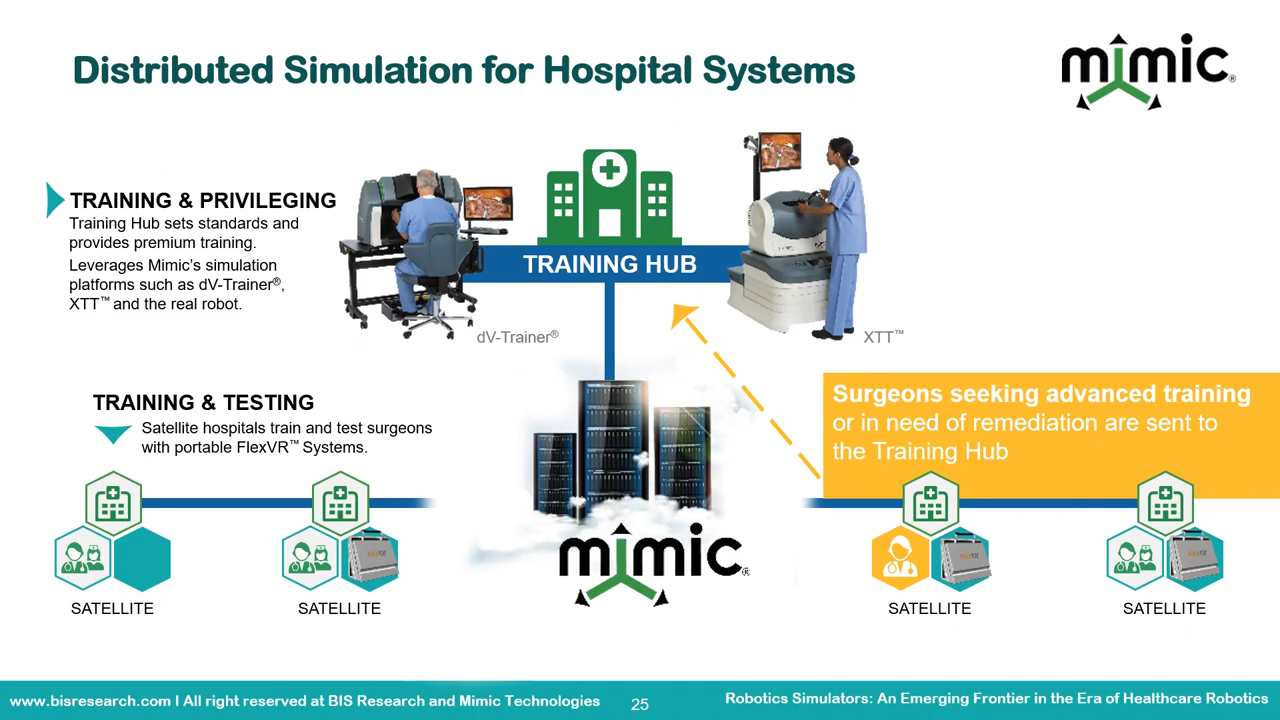 Distributed Simulation for Hospital Systems
mimic®
TRAINING & PRIVILEGING
Training Hub sets standards and
provides premium training.
Leverages Mimic's simulation
platforms such as dV-Trainer®,
XTT™ and the real robot.
TRAINING HUB
dV-Trainer®
XTT™
TRAINING & TESTING
Satellite hospitals train and test surgeons
with portable FlexVR™ Systems.
Surgeons seeking advanced training
or in need of remediation are sent to
the Training Hub
mimic®
SATELLITE
SATELLITE
SATELLITE
SATELLITE
www.bisresearch.com I All right reserved at BIS Research and Mimic Technologies
25
Robotics Simulators: An Emerging Frontier in the Era of Healthcare Robotics